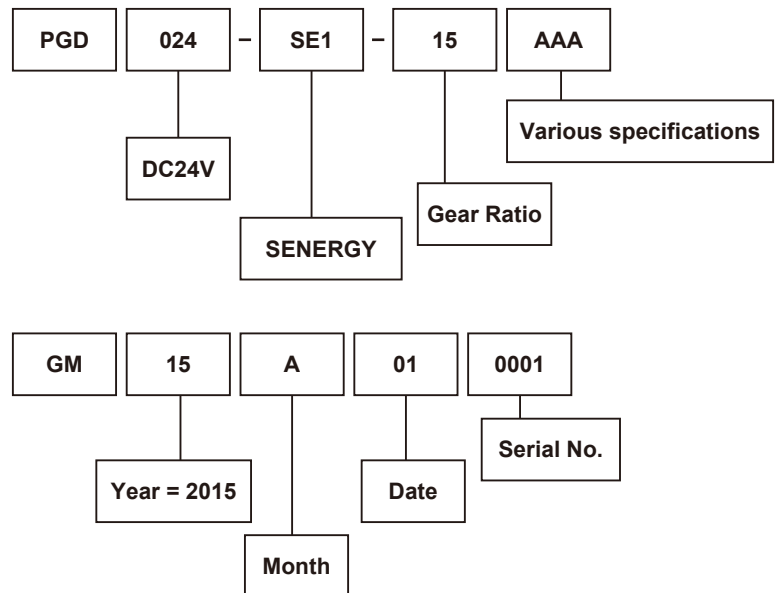 PGD 024 – SE1 – 15 AAA
Various specifications
DC24V
Gear Ratio
SENERGY
GM 15 A 01 0001
Serial No.
Year = 2015
Date
Month